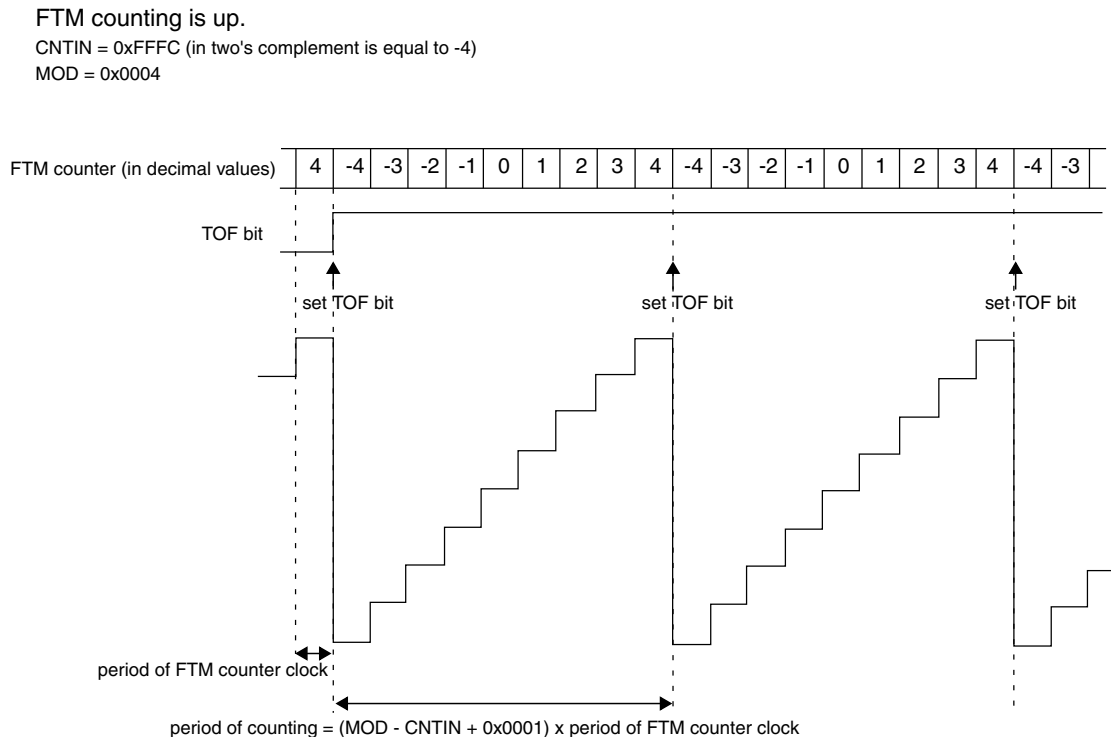 FTM counting is up.
CNTIN = 0xFFFC (in two's complement is equal to -4)
MOD = 0x0004
FTM counter (in decimal values) 4 -4 -3 -2 -1 0 1 2 3 4 -4 -3 -2 -1 0 1 2 3 4 -4 -3
TOF bit
set TOF bit set TOF bit set TOF bit
period of FTM counter clock
period of counting = (MOD - CNTIN + 0x0001) x period of FTM counter clock